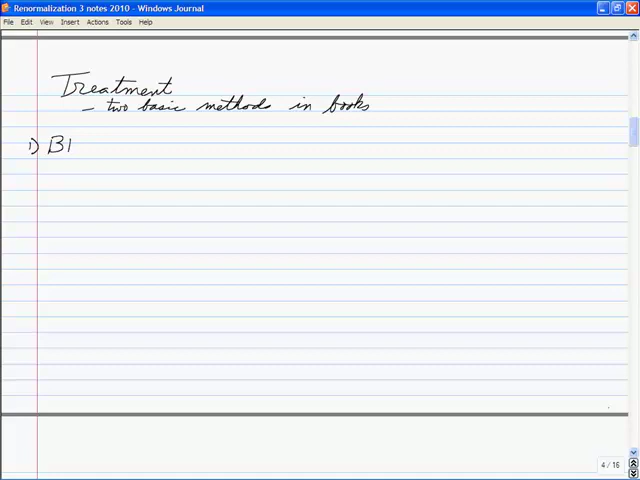 Renormalization 3 notes 2010 - Windows Journal
File Edit View Insert Actions Tools Help
Treatment
- two basic methods in books
1) BI
4 / 16